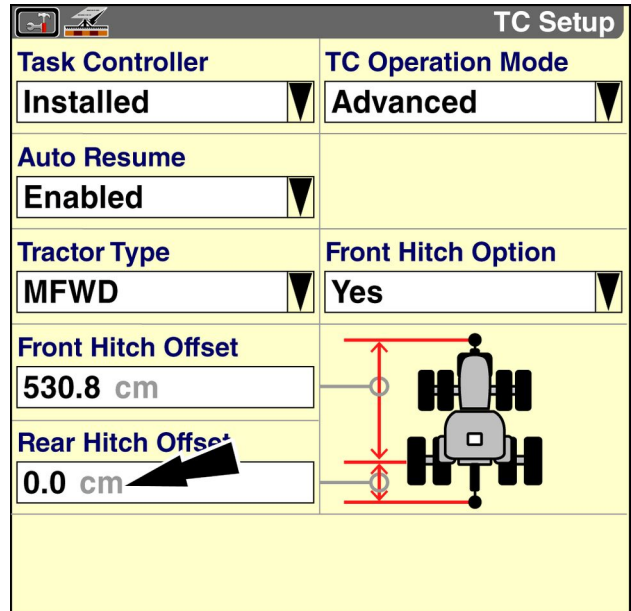 TC Setup
Task Controller
TC Operation Mode
Installed
Advanced
Auto Resume
Enabled
Tractor Type
Front Hitch Option
MFWD
Yes
Front Hitch Offset
530.8 cm
Rear Hitch Offset
0.0 cm